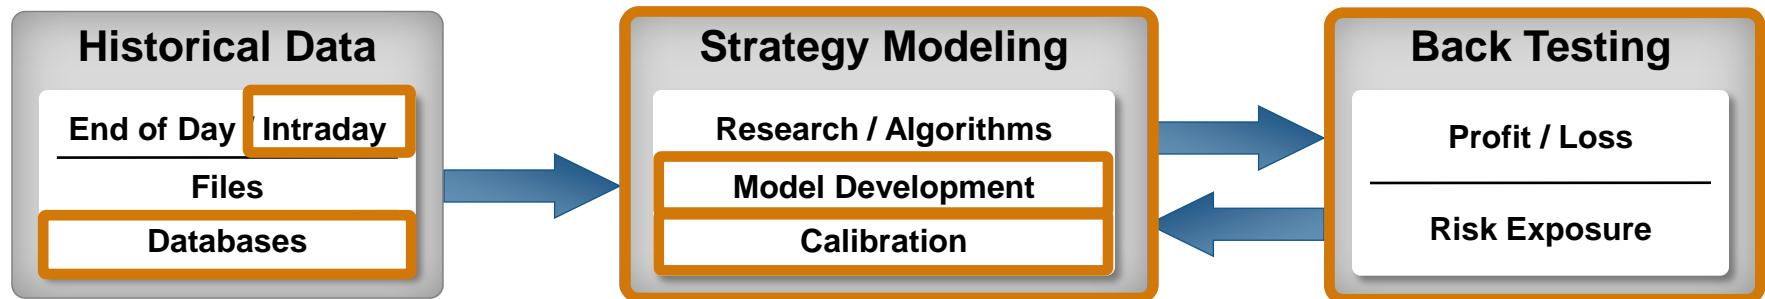 Historical Data
End of Day / Intraday
Files
Databases
Strategy Modeling
Research / Algorithms
Model Development
Calibration
Back Testing
Profit / Loss
Risk Exposure